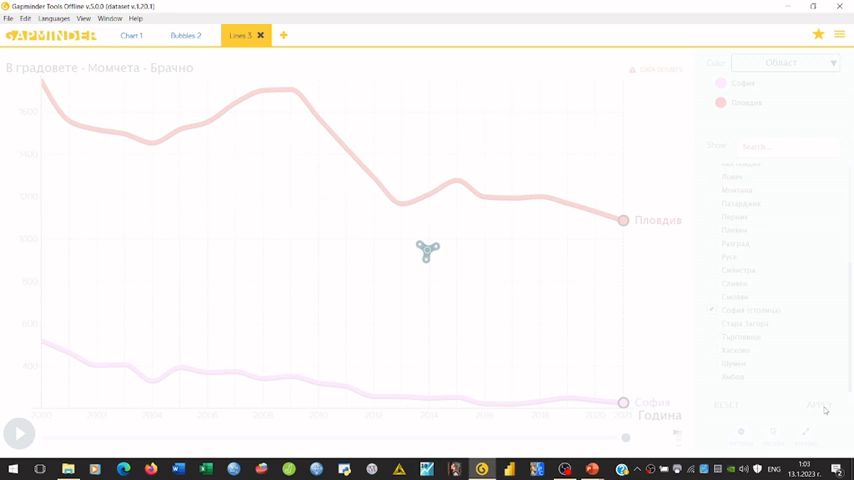 Gapminder Tools Offline v.5.0.0 (dataset v.1.20.1)
File Edit Languages View Window Help
GAPMINDER Chart 1 Bubbles 2 Lines 3
В градовете - Момчета - Брачно
DATA DOUBTS
Color Област
София
Пловдив
Show Search...
Ловеч
Монтана
Пазарджик
Перник
Плевен
Разград
Русе
Силистра
Сливен
Смолян
София (столица)
Стара Загора
Търговище
Хасково
Шумен
Ямбол
RESET APPLY
1600
1400
1200
1000
800
600
400
Пловдив
София
2000 2002 2004 2006 2008 2010 2012 2014 2016 2018 2020 2021
Година
ENG
1:03
13.1.2023 г.